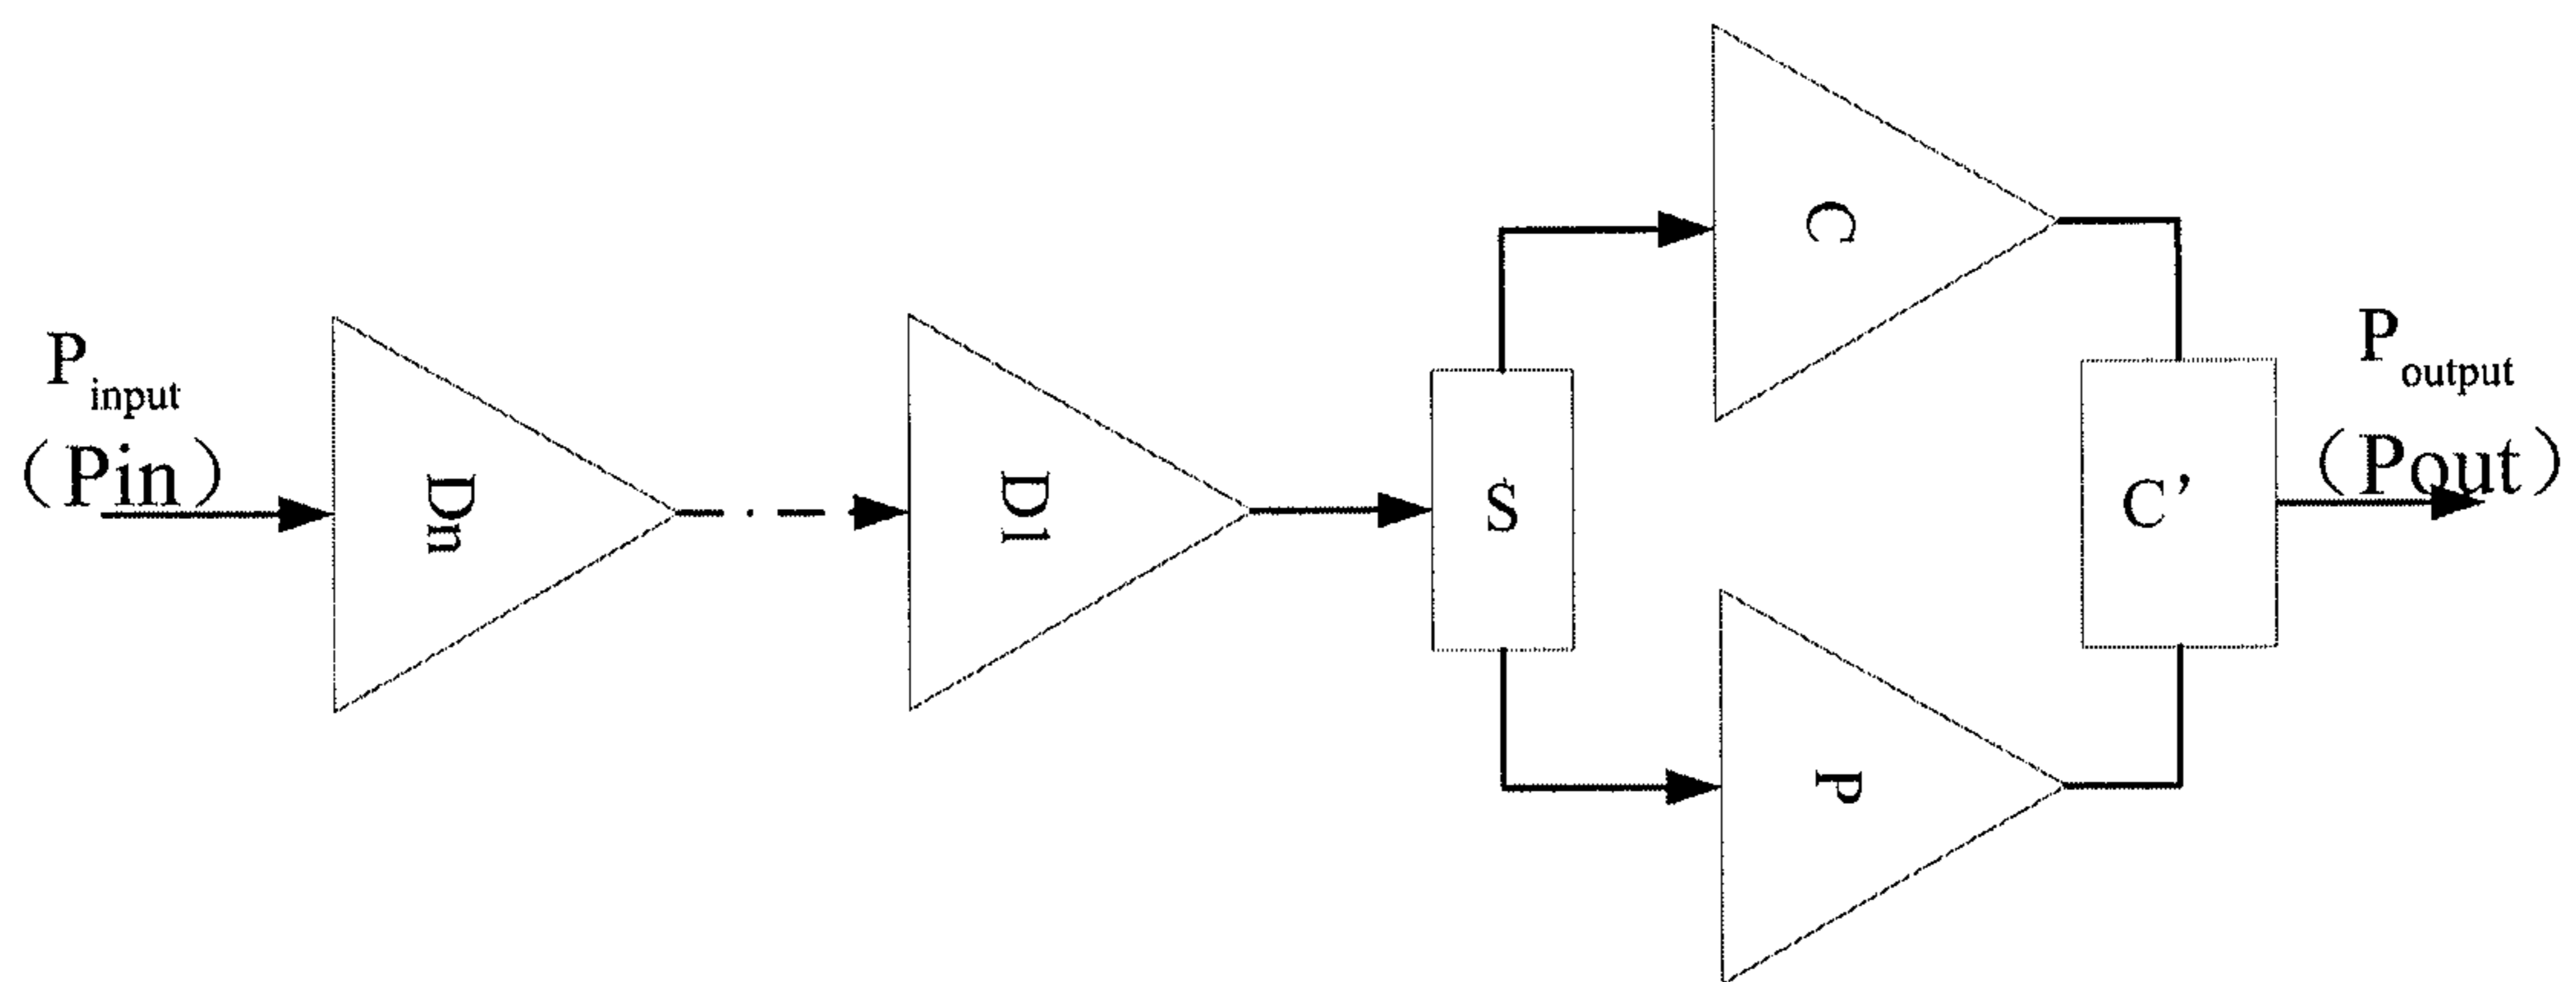 P input
（Pin）
Dn
D1
S
C
P
C'
P output
（Pout）